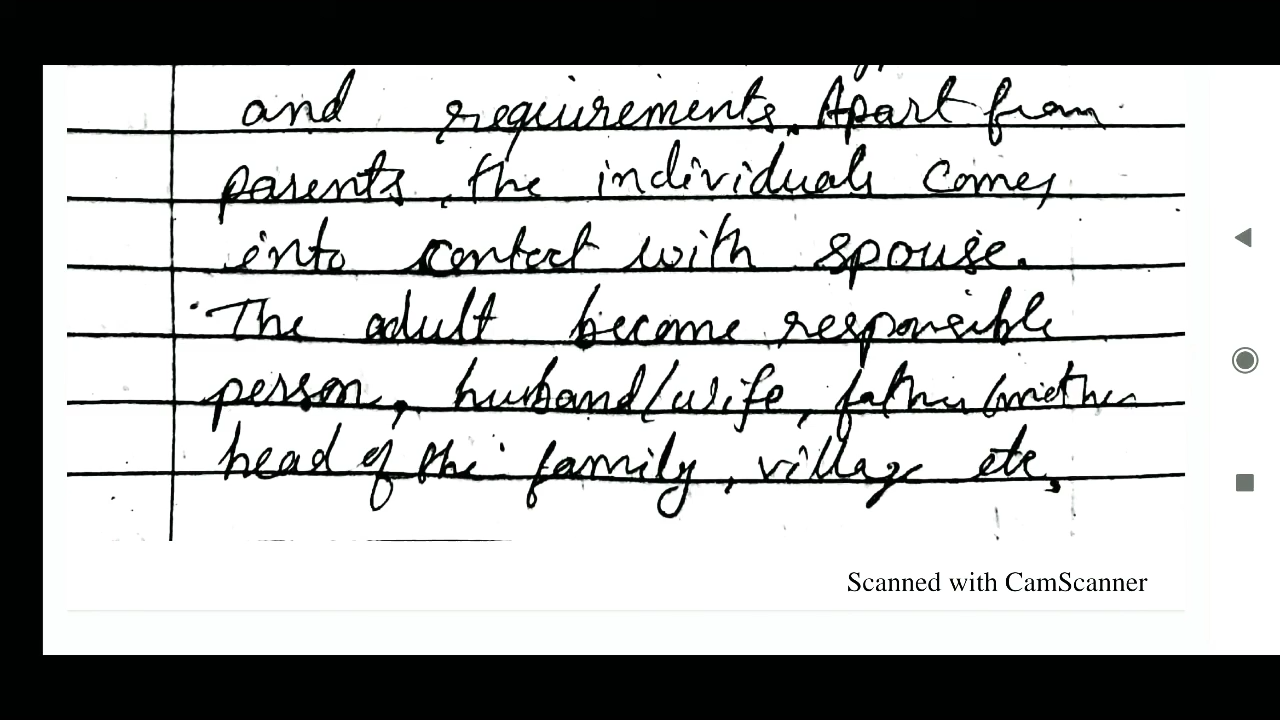 and requirements. Apart from
parents, the individuals comes
into contact with spouse.
The adult become responsible
person, husband/wife, father/mother
head of the family, village etc.
Scanned with CamScanner